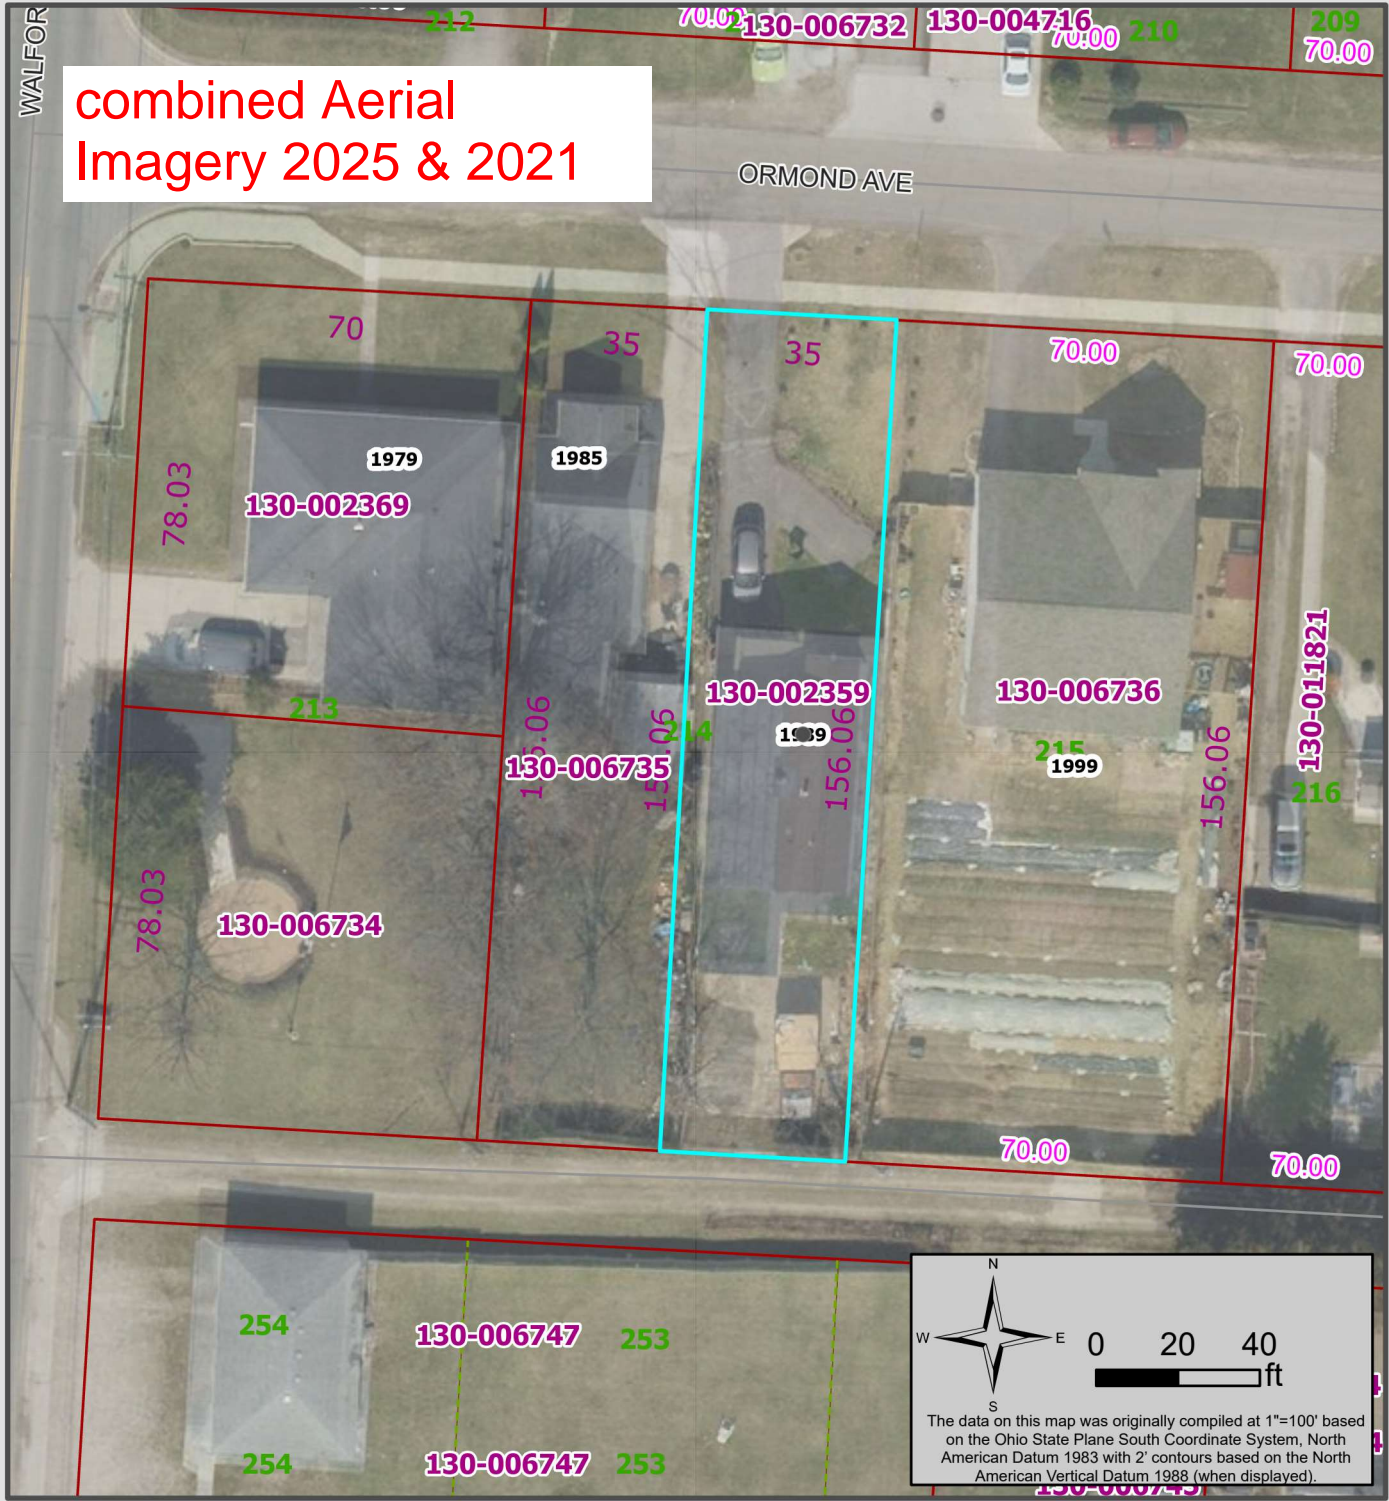 WALFOR
212
70.00
130-006732
130-004716
70.00
210
209
70.00
combined Aerial
Imagery 2025 & 2021
ORMOND AVE
70
35
35
70.00
70.00
1979
1985
130-002369
78.03
130-002359
130-006736
130-011821
213
214
156.06
156.06
215
1999
156.06
216
130-006735
78.03
130-006734
70.00
70.00
254
130-006747
253
254
130-006747
253
N
W
E
S
0 20 40
ft
The data on this map was originally compiled at 1"=100' based
on the Ohio State Plane South Coordinate System, North
American Datum 1983 with 2' contours based on the North
American Vertical Datum 1988 (when displayed).